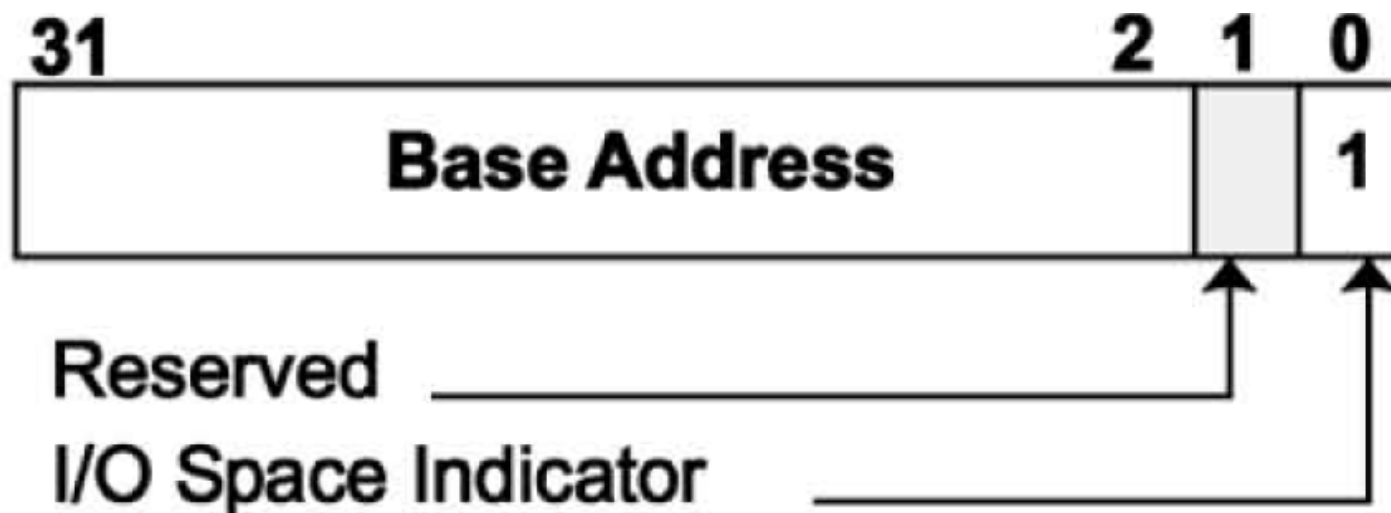 31 2 1 0
Base Address 1
Reserved
I/O Space Indicator